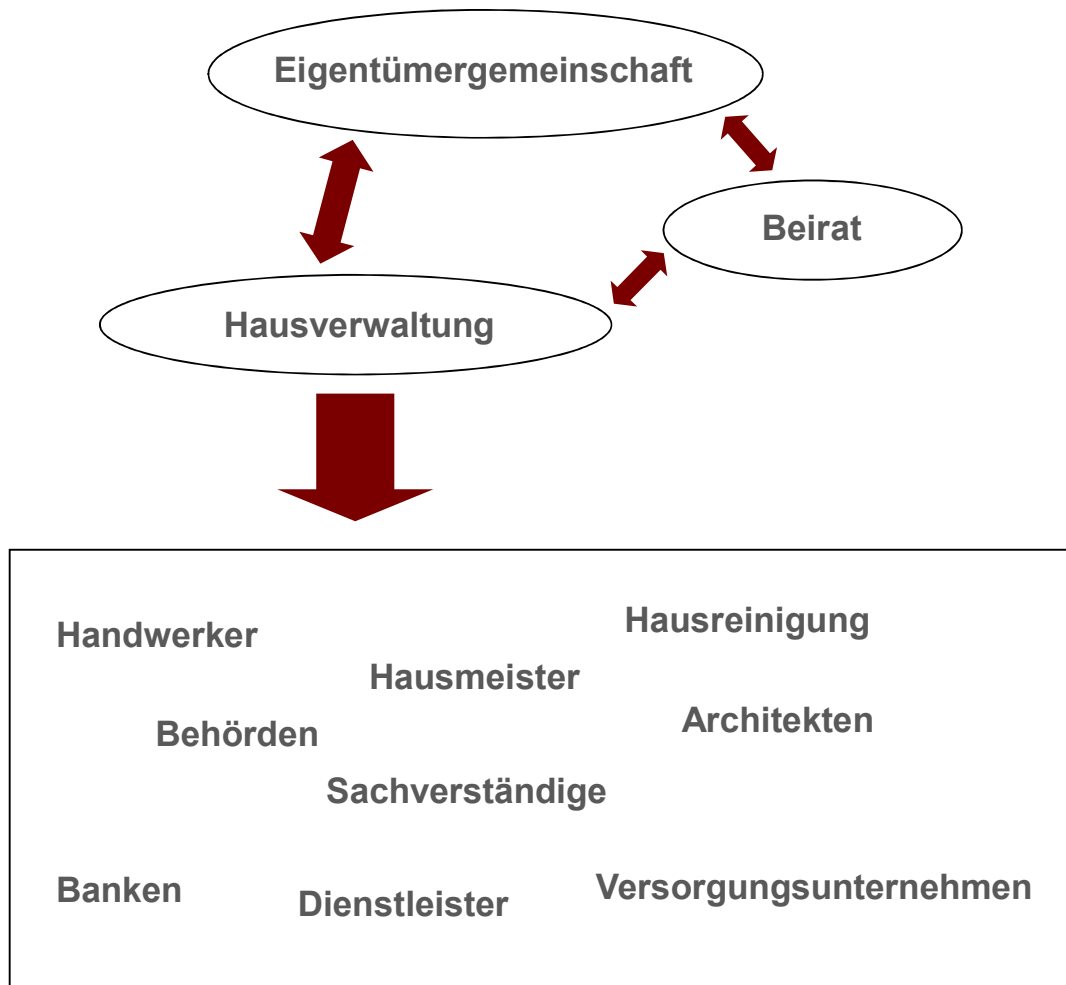 Eigentümergemeinschaft
Beirat
Hausverwaltung
Handwerker
Hausreinigung
Hausmeister
Behörden
Architekten
Sachverständige
Banken
Dienstleister
Versorgungsunternehmen